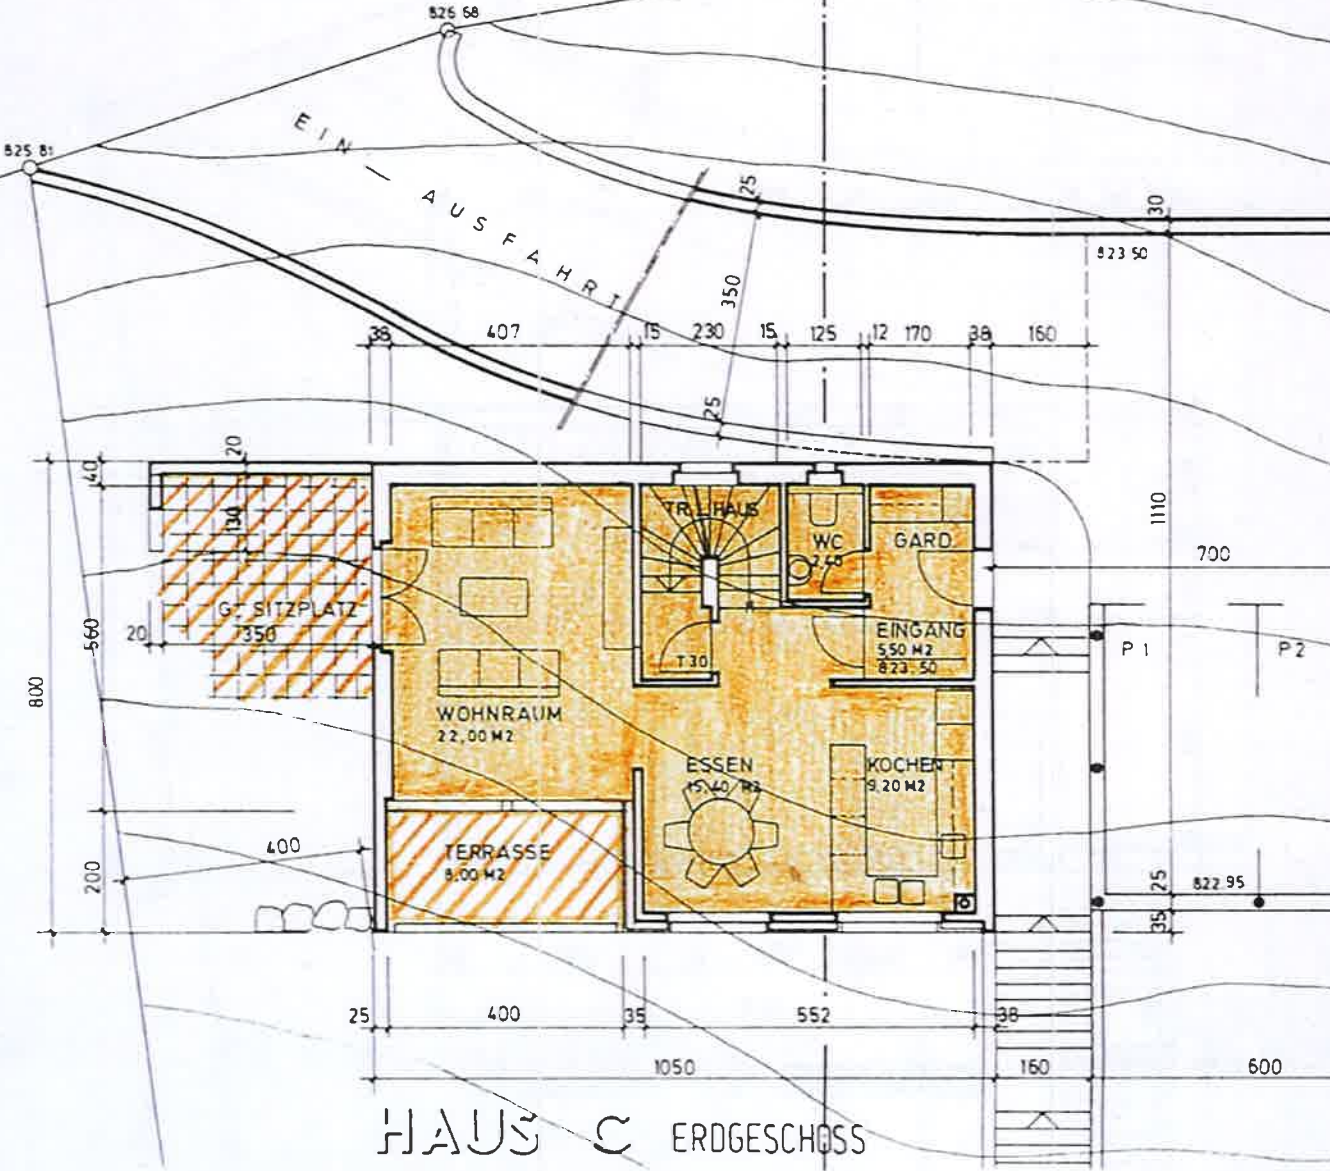 826 68
825 81
EIN — AUSFAHRT
25
30
823 50
350
38 407 15 230 15 125 12 170 38 160
25
20
40
130
1110
TR. HAUS
WC
GARD
700
G. SITZPLATZ
20 350
560
EINGANG
5,50 M2
823,50
P 1
P 2
T30
800
WOHNRAUM
22,00 M2
ESSEN
15,40 M2
KOCHEN
9,20 M2
400
TERRASSE
8,00 M2
200
25
822 95
35
25 400 35 552 38
1050 160 600
HAUS C ERDGESCHOSS